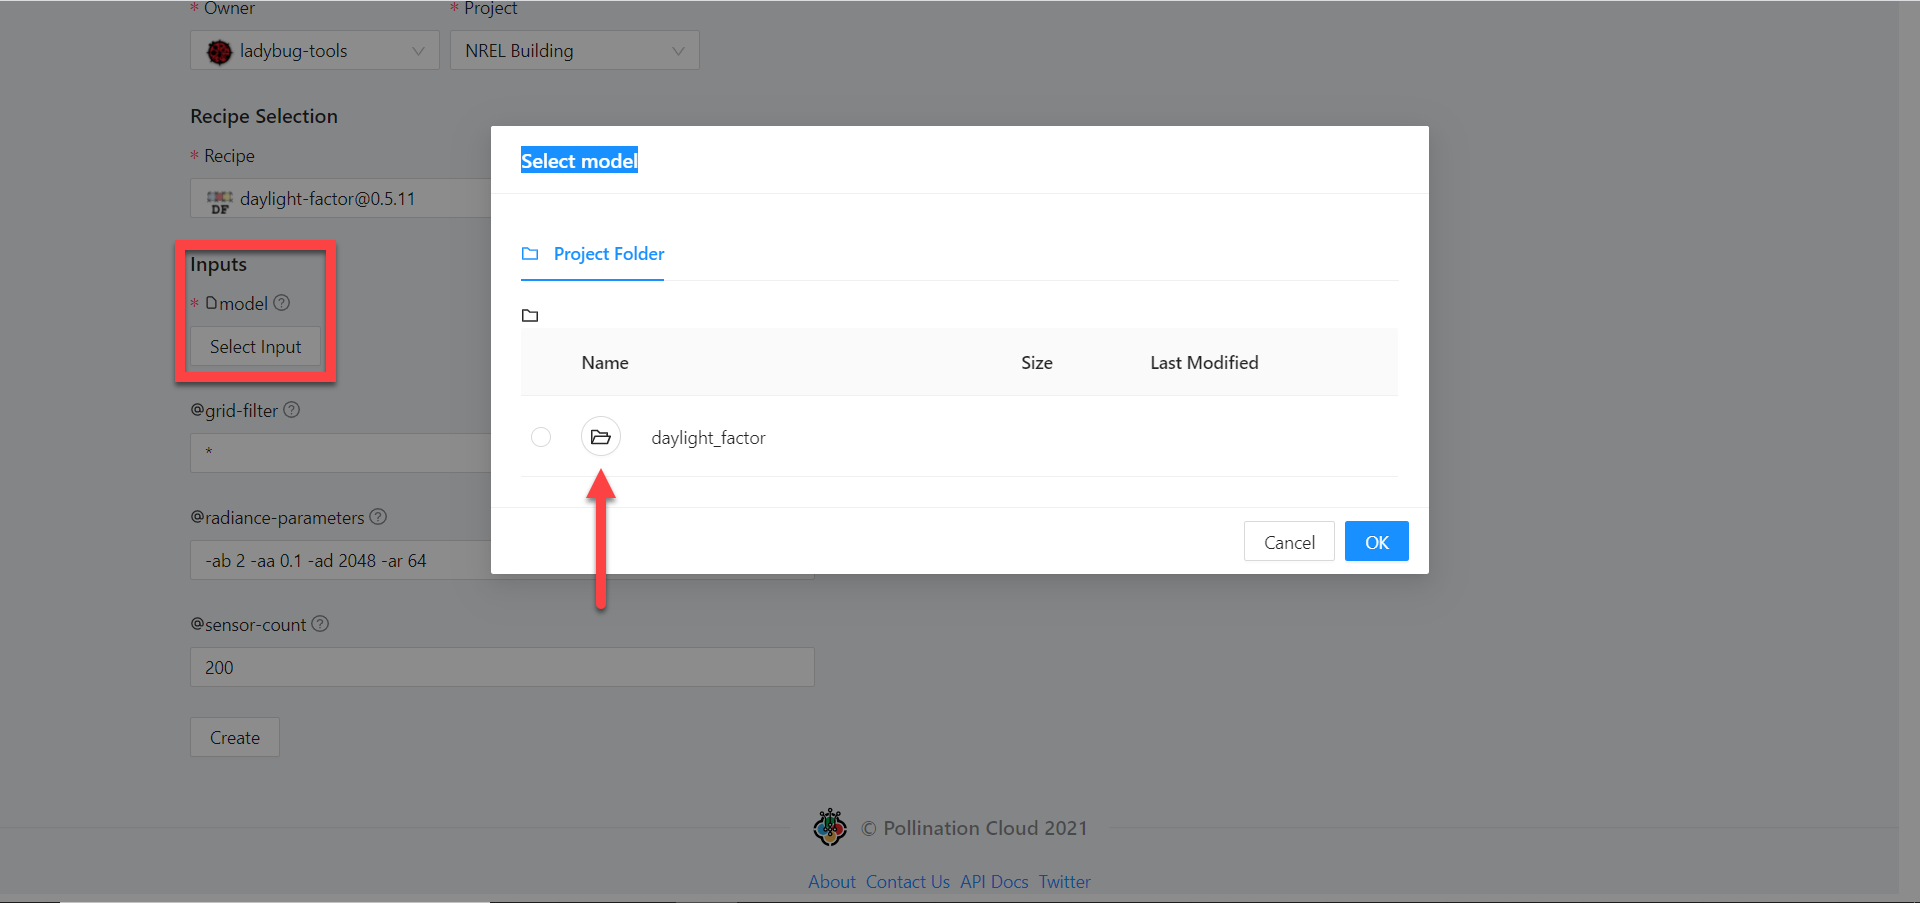 * Owner
* Project
ladybug-tools
NREL Building
Recipe Selection
* Recipe
DF
daylight-factor@0.5.11
Inputs
* model ?
Select Input
@grid-filter ?
*
@radiance-parameters ?
-ab 2 -aa 0.1 -ad 2048 -ar 64
@sensor-count ?
200
Create
Select model
Project Folder
Name Size Last Modified
daylight_factor
Cancel OK
© Pollination Cloud 2021
About Contact Us API Docs Twitter